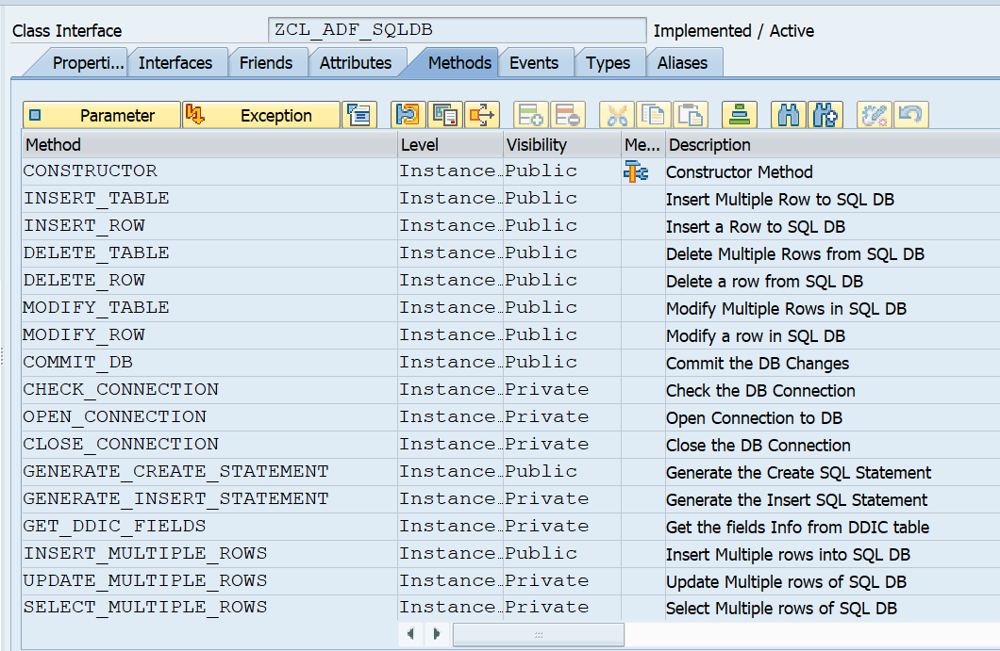 Class Interface ZCL_ADF_SQLDB Implemented / Active
Properti... Interfaces Friends Attributes Methods Events Types Aliases
Parameter Exception
Method Level Visibility Me... Description
CONSTRUCTOR Instance.. Public Constructor Method
INSERT_TABLE Instance.. Public Insert Multiple Row to SQL DB
INSERT_ROW Instance.. Public Insert a Row to SQL DB
DELETE_TABLE Instance.. Public Delete Multiple Rows from SQL DB
DELETE_ROW Instance.. Public Delete a row from SQL DB
MODIFY_TABLE Instance.. Public Modify Multiple Rows in SQL DB
MODIFY_ROW Instance.. Public Modify a row in SQL DB
COMMIT_DB Instance.. Public Commit the DB Changes
CHECK_CONNECTION Instance.. Private Check the DB Connection
OPEN_CONNECTION Instance.. Private Open Connection to DB
CLOSE_CONNECTION Instance.. Private Close the DB Connection
GENERATE_CREATE_STATEMENT Instance.. Public Generate the Create SQL Statement
GENERATE_INSERT_STATEMENT Instance.. Private Generate the Insert SQL Statement
GET_DDIC_FIELDS Instance.. Private Get the fields Info from DDIC table
INSERT_MULTIPLE_ROWS Instance.. Public Insert Multiple rows into SQL DB
UPDATE_MULTIPLE_ROWS Instance.. Private Update Multiple rows of SQL DB
SELECT_MULTIPLE_ROWS Instance.. Private Select Multiple rows of SQL DB